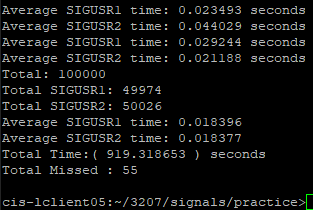 Average SIGUSR1 time: 0.023493 seconds
Average SIGUSR2 time: 0.044029 seconds
Average SIGUSR1 time: 0.029244 seconds
Average SIGUSR2 time: 0.021188 seconds
Total: 100000
Total SIGUSR1: 49974
Total SIGUSR2: 50026
Average SIGUSR1 time: 0.018396
Average SIGUSR2 time: 0.018377
Total Time:( 919.318653 ) seconds
Total Missed : 55
cis-lclient05:~/3207/signals/practice>